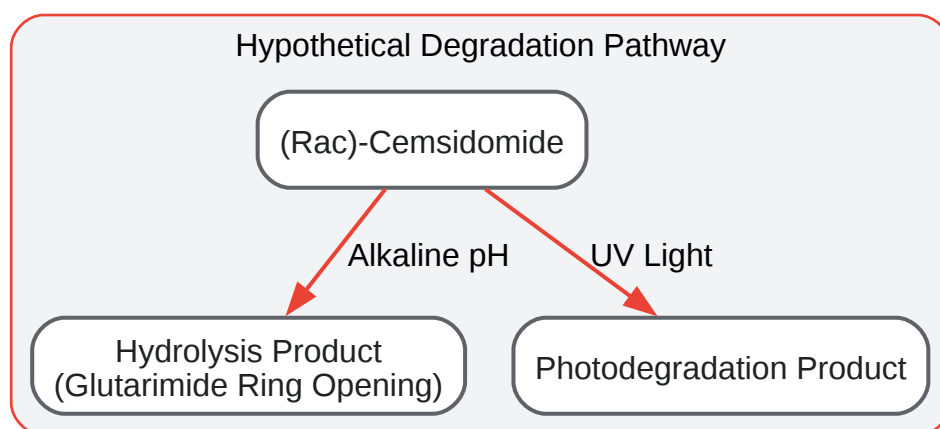 Hypothetical Degradation Pathway
(Rac)-Cemsidomide
Alkaline pH
UV Light
Hydrolysis Product
(Glutarimide Ring Opening)
Photodegradation Product